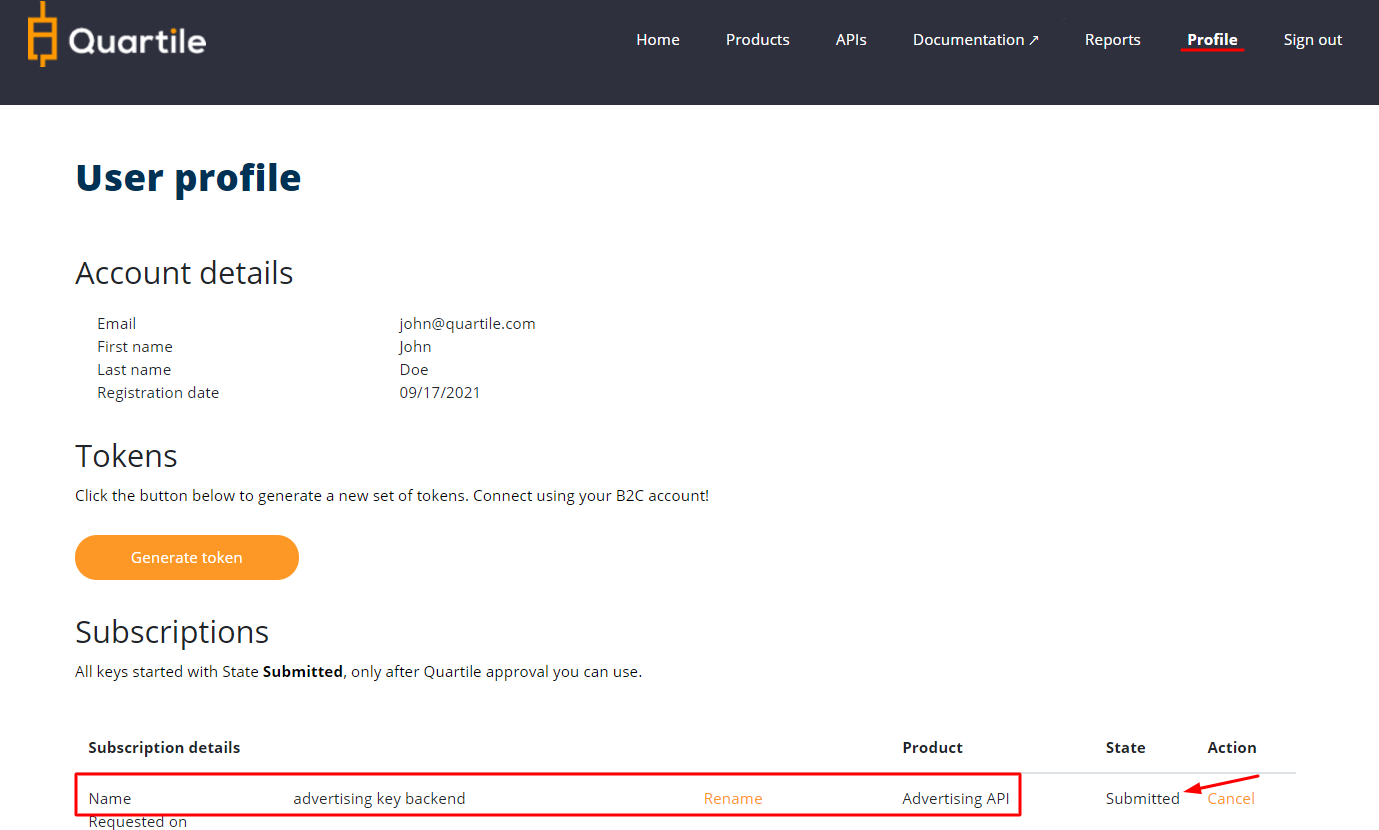 Quartile
Home Products APIs Documentation ↗ Reports Profile Sign out
User profile
Account details
Email john@quartile.com
First name John
Last name Doe
Registration date 09/17/2021
Tokens
Click the button below to generate a new set of tokens. Connect using your B2C account!
Generate token
Subscriptions
All keys started with State Submitted, only after Quartile approval you can use.
Subscription details Product State Action
Name advertising key backend Rename Advertising API Submitted Cancel
Requested on